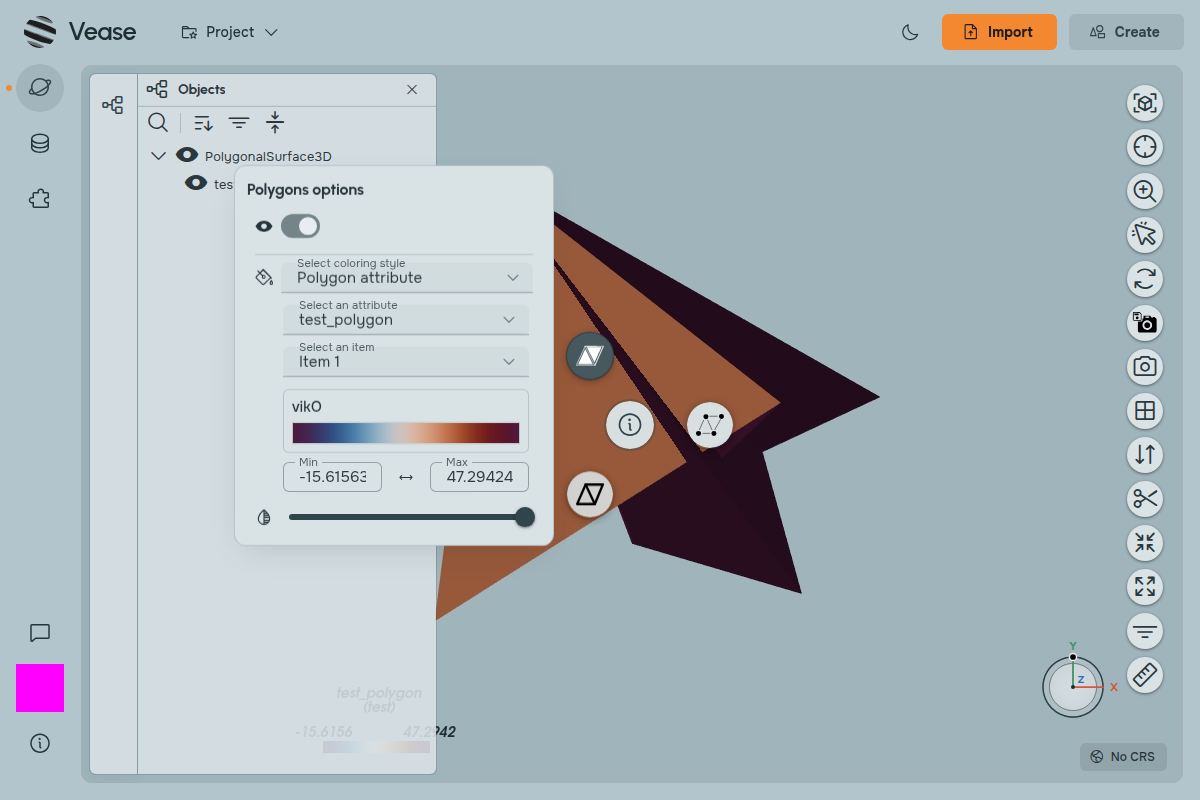 Vease
Project
Import
Create
Objects
PolygonalSurface3D
tes
Polygons options
Select coloring style
Polygon attribute
Select an attribute
test_polygon
Select an item
Item 1
vikO
Min
-15.61563
Max
47.29424
test_polygon
(test)
-15.6156
47.2942
Y
Z
X
No CRS